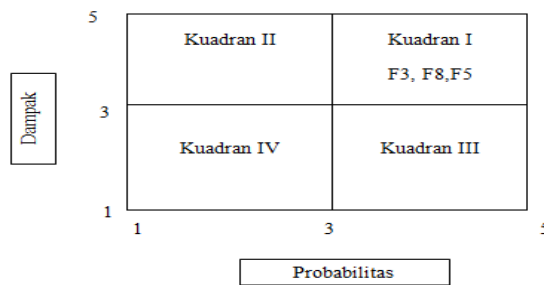 5
Kuadran II
Kuadran I
F3, F8,F5
Dampak
3
Kuadran IV
Kuadran III
1
1
3
5
Probabilitas